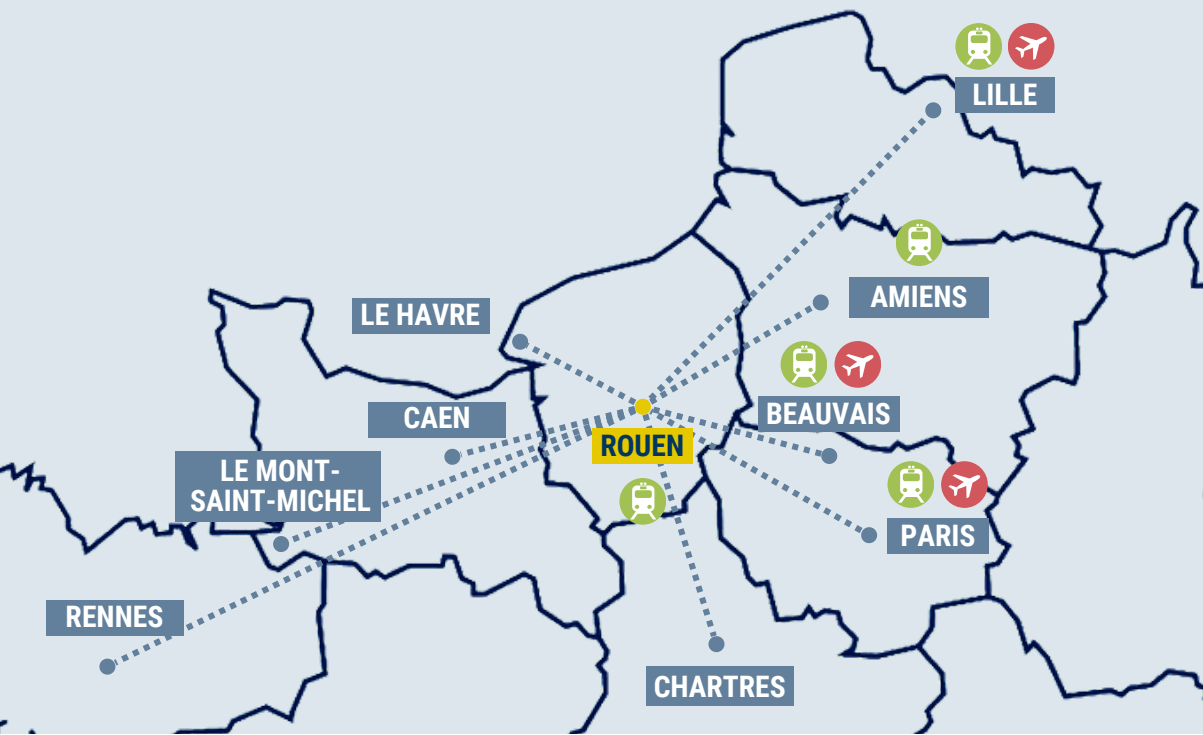 LILLE
AMIENS
LE HAVRE
BEAUVAIS
CAEN
ROUEN
LE MONT-
SAINT-MICHEL
PARIS
RENNES
CHARTRES